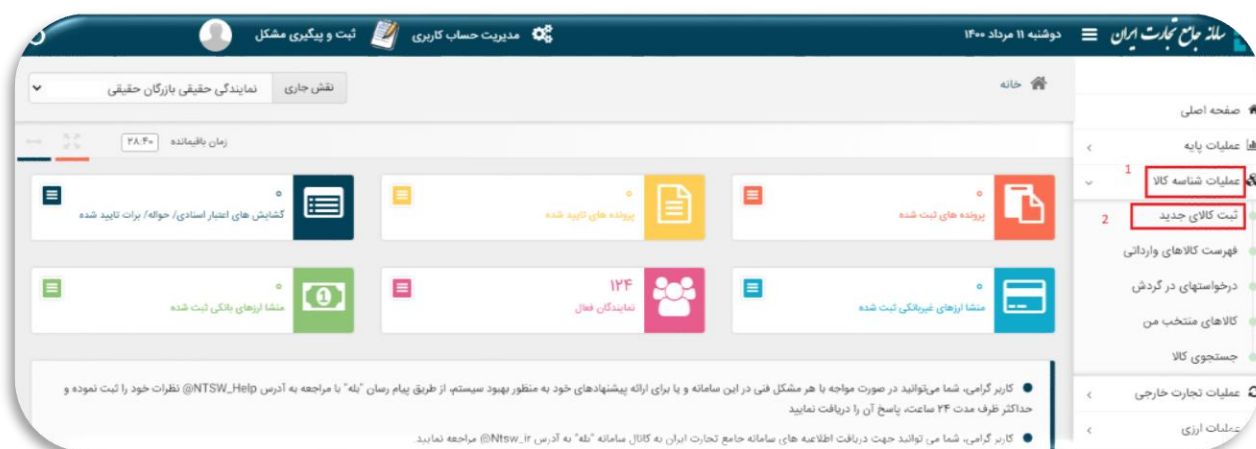 سامانه جامع تجارت ایران
دوشنبه ۱۱ مرداد ۱۴۰۰
مدیریت حساب کاربری
ثبت و پیگیری مشکل
خانه
نقش جاری
نمایندگی حقیقی بازرگان حقیقی
زمان باقیمانده ۲۸:۴۰
صفحه اصلی
عملیات پایه
1
عملیات شناسه کالا
2
ثبت کالای جدید
فهرست کالاهای وارداتی
درخواستهای در گردش
کالاهای منتخب من
جستجوی کالا
عملیات تجارت خارجی
عملیات ارزی
۰
پرونده های ثبت شده
۰
پرونده های تایید شده
۰
گشایش های اعتبار اسنادی/ حواله/ برات تایید شده
۰
منشا ارزهای غیربانکی ثبت شده
۱۲۴
نمایندگان فعال
۰
منشا ارزهای بانکی ثبت شده
کاربر گرامی، شما می‌توانید در صورت مواجه با هر مشکل فنی در این سامانه و یا برای ارائه پیشنهادهای خود به منظور بهبود سیستم، از طریق پیام رسان "بله" با مراجعه به آدرس NTSW_Help@ نظرات خود را ثبت نموده و
حداکثر ظرف مدت ۲۴ ساعت، پاسخ آن را دریافت نمایید
کاربر گرامی، شما می توانید جهت دریافت اطلاعیه های سامانه جامع تجارت ایران به کانال سامانه "بله" به آدرس Ntsw_ir@ مراجعه نمایید.